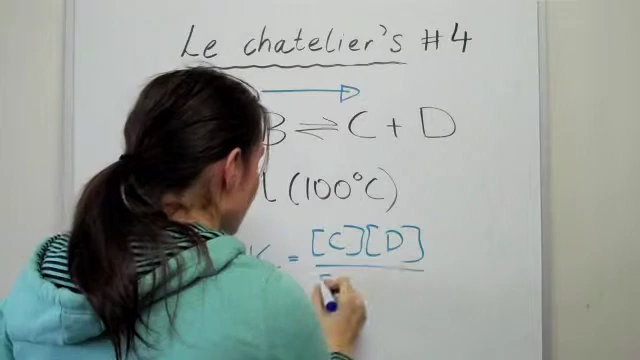 Le chatelier's #4
B ⇌ C + D
(100°C)
= [C][D]